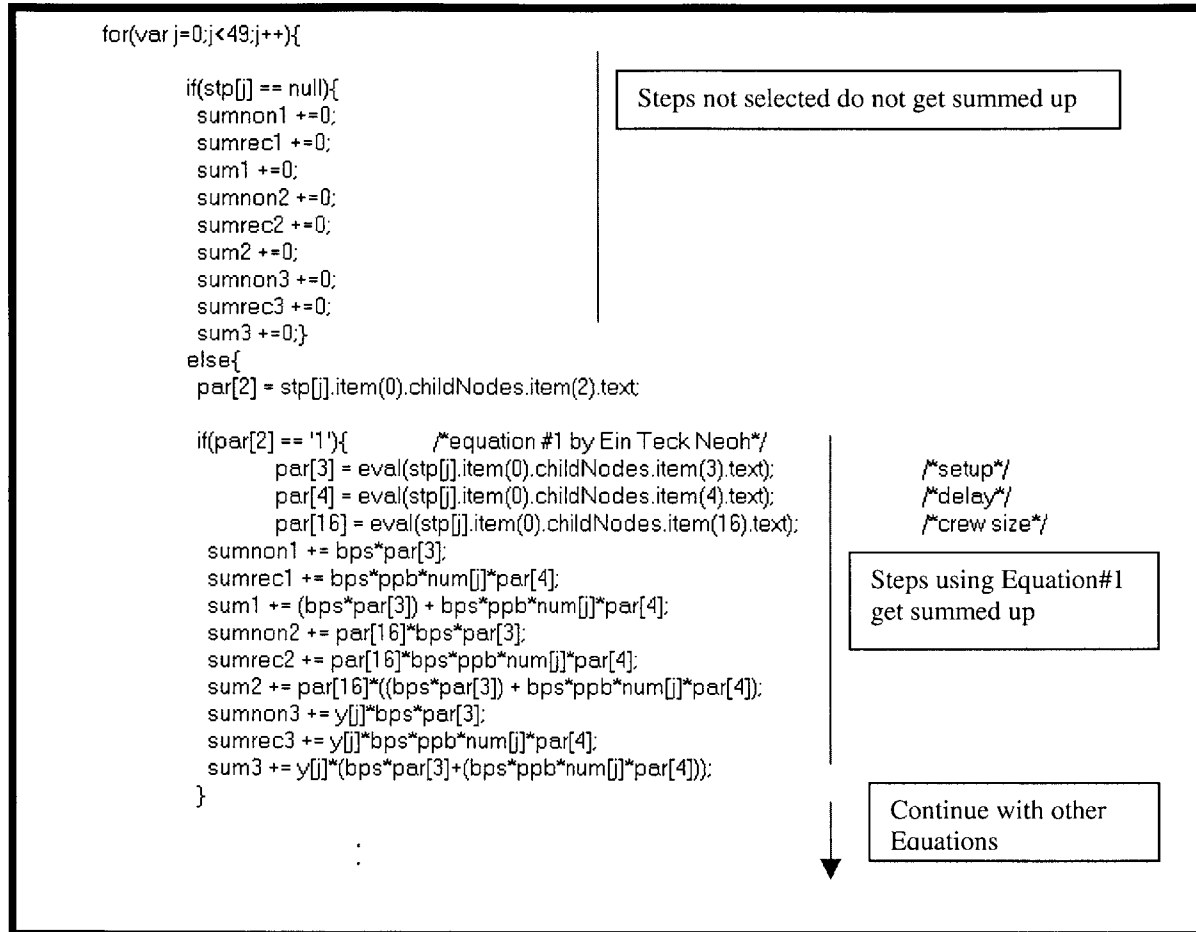 for(var j=0;j<49;j++){
if(stp[j] == null){
Steps not selected do not get summed up
sumnon1 +=0;
sumrec1 +=0;
sum1 +=0;
sumnon2 +=0;
sumrec2 +=0;
sum2 +=0;
sumnon3 +=0;
sumrec3 +=0;
sum3 +=0;}
else{
par[2] = stp[j].item(0).childNodes.item(2).text;
if(par[2] == '1'){ /*equation #1 by Ein Teck Neoh*/
par[3] = eval(stp[j].item(0).childNodes.item(3).text); /*setup*/
par[4] = eval(stp[j].item(0).childNodes.item(4).text); /*delay*/
par[16] = eval(stp[j].item(0).childNodes.item(16).text); /*crew size*/
sumnon1 += bps*par[3];
sumrec1 += bps*ppb*num[j]*par[4];
sum1 += (bps*par[3]) + bps*ppb*num[j]*par[4];
sumnon2 += par[16]*bps*par[3];
sumrec2 += par[16]*bps*ppb*num[j]*par[4];
sum2 += par[16]*((bps*par[3]) + bps*ppb*num[j]*par[4]);
sumnon3 += y[j]*bps*par[3];
sumrec3 += y[j]*bps*ppb*num[j]*par[4];
sum3 += y[j]*(bps*par[3]+(bps*ppb*num[j]*par[4]));
}
Steps using Equation#1
get summed up
Continue with other
Equations
: